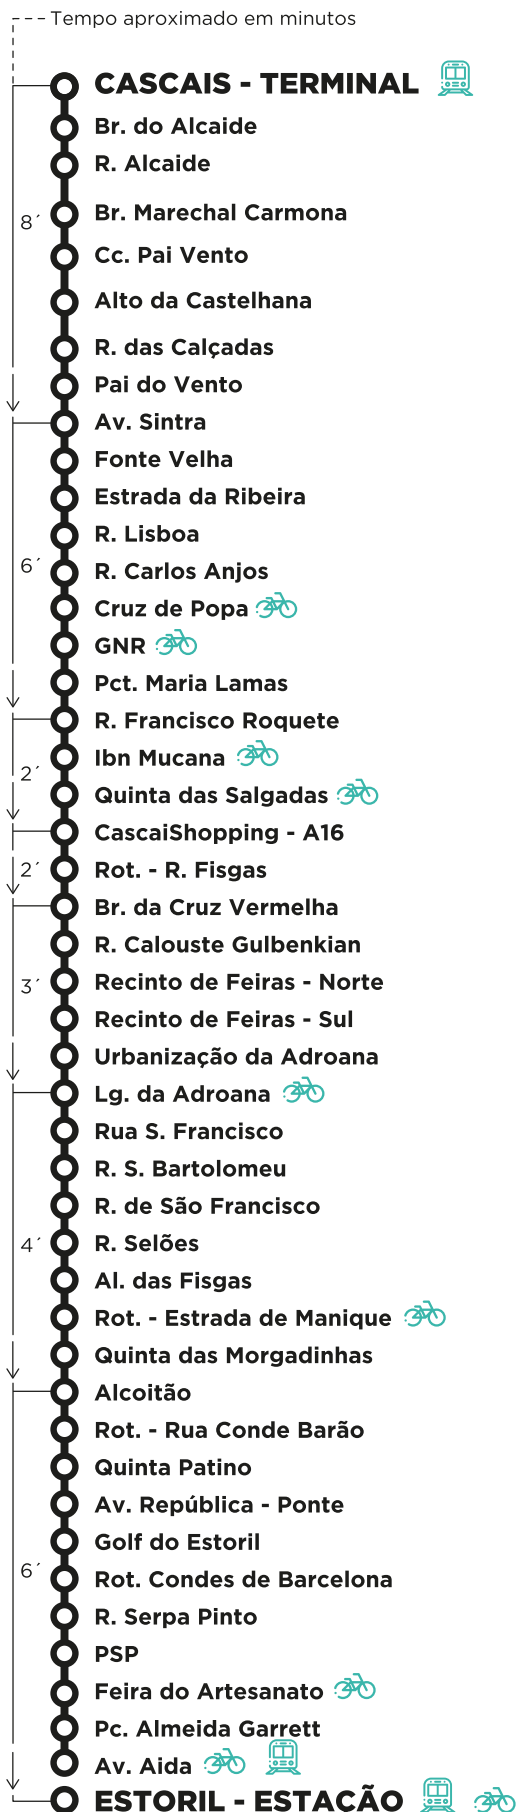 Tempo aproximado em minutos
CASCAIS - TERMINAL
Br. do Alcaide
R. Alcaide
Br. Marechal Carmona
8´
Cc. Pai Vento
Alto da Castelhana
R. das Calçadas
Pai do Vento
Av. Sintra
Fonte Velha
Estrada da Ribeira
R. Lisboa
6´
R. Carlos Anjos
Cruz de Popa
GNR
Pct. Maria Lamas
R. Francisco Roquete
Ibn Mucana
2´
Quinta das Salgadas
CascaiShopping - A16
2´
Rot. - R. Fisgas
Br. da Cruz Vermelha
R. Calouste Gulbenkian
Recinto de Feiras - Norte
3´
Recinto de Feiras - Sul
Urbanização da Adroana
Lg. da Adroana
Rua S. Francisco
R. S. Bartolomeu
R. de São Francisco
4´
R. Selões
Al. das Fisgas
Rot. - Estrada de Manique
Quinta das Morgadinhas
Alcoitão
Rot. - Rua Conde Barão
Quinta Patino
Av. República - Ponte
Golf do Estoril
6´
Rot. Condes de Barcelona
R. Serpa Pinto
PSP
Feira do Artesanato
Pc. Almeida Garrett
Av. Aida
ESTORIL - ESTAÇÃO